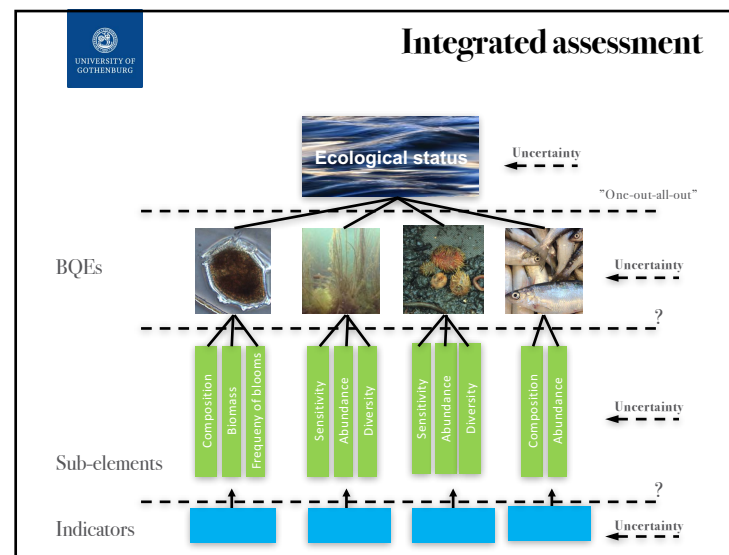 UNIVERSITY OF
GOTHENBURG
Integrated assessment
Ecological status
Uncertainty
"One-out-all-out"
BQEs
Uncertainty
?
Composition
Biomass
Frequeny of blooms
Sensitivity
Abundance
Diversity
Sensitivity
Abundance
Diversity
Composition
Abundance
Uncertainty
Sub-elements
?
Indicators
Uncertainty